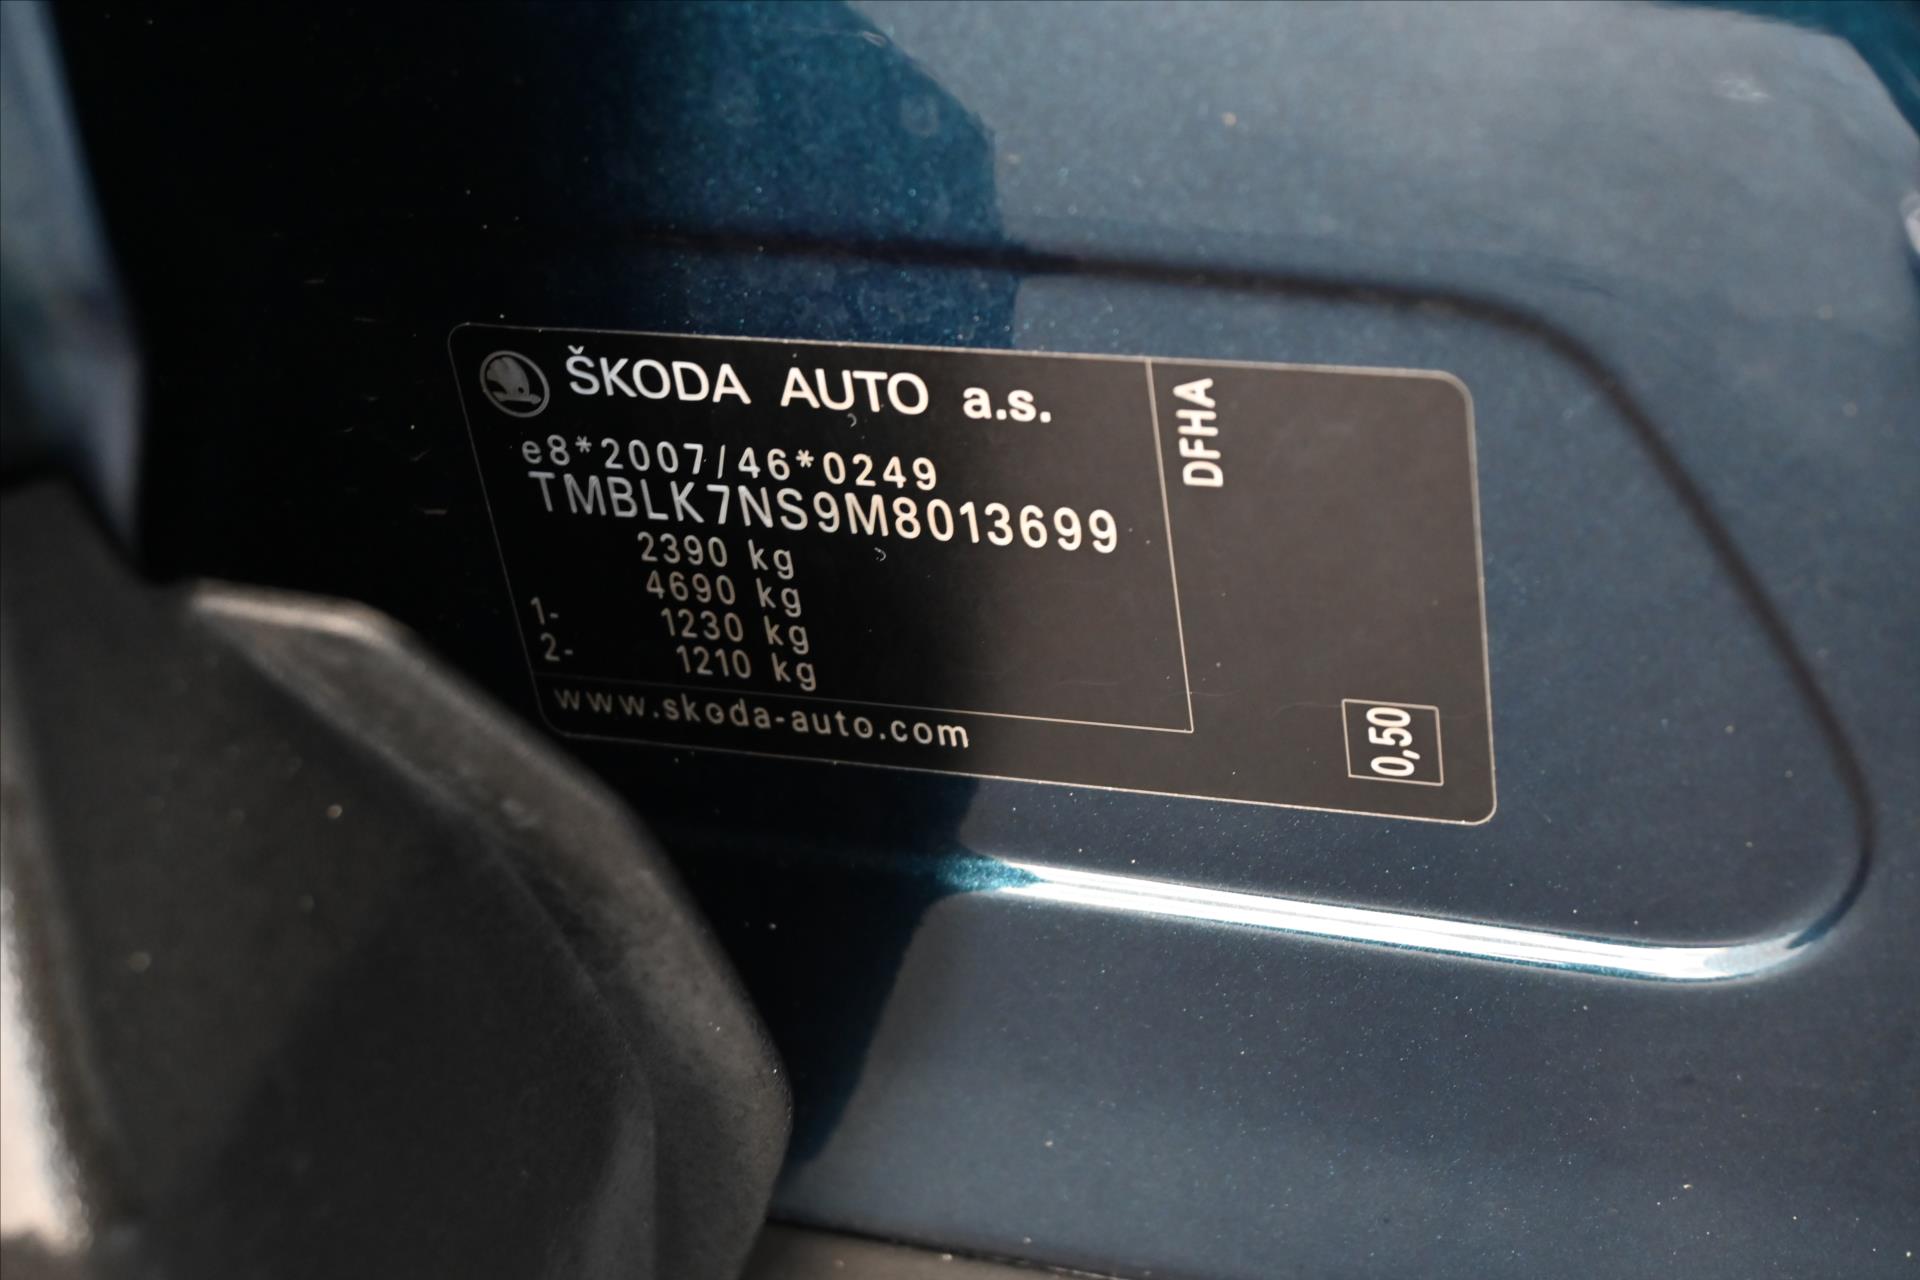 ŠKODA AUTO a.s.
e8*2007/46*0249
TMBLK7NS9M8013699
2390 kg
4690 kg
1- 1230 kg
2- 1210 kg
www.skoda-auto.com
DFHA
0,50